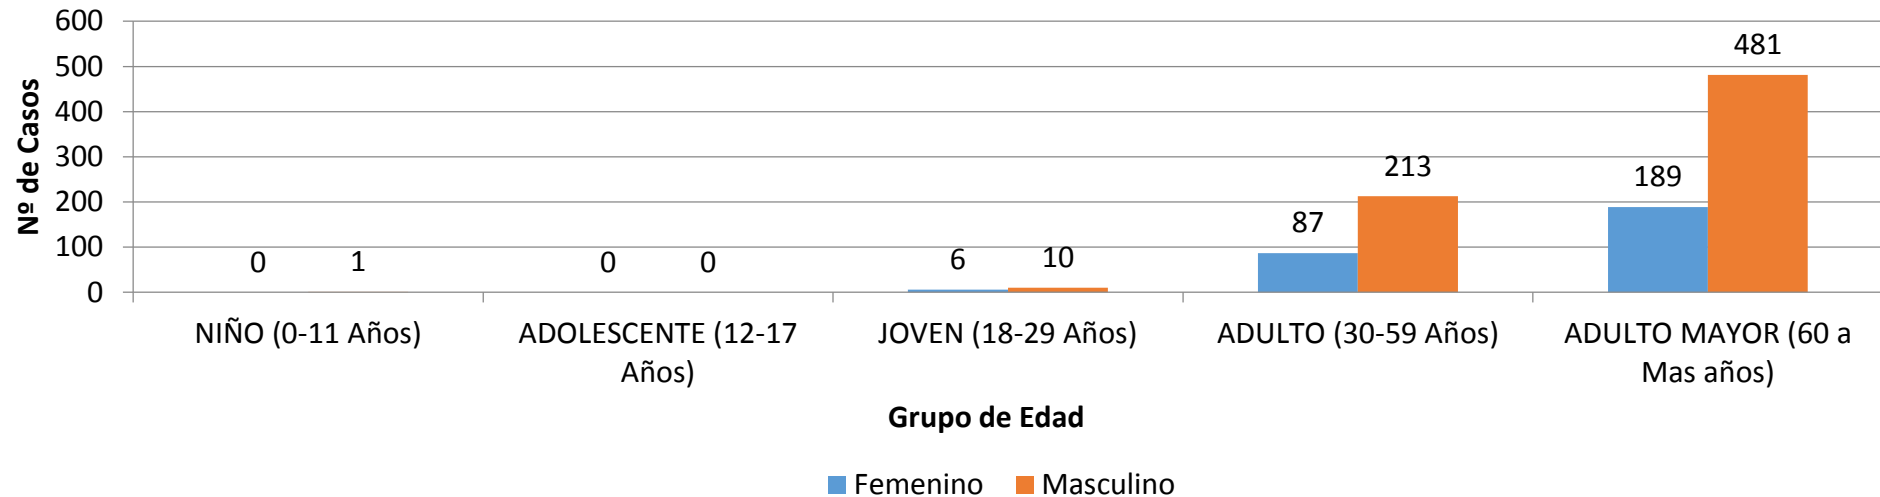 600
500
400
300
200
100
0
Nº de Casos
0
1
0
0
6
10
87
213
189
481
NIÑO (0-11 Años)
ADOLESCENTE (12-17
Años)
JOVEN (18-29 Años)
ADULTO (30-59 Años)
ADULTO MAYOR (60 a
Mas años)
Grupo de Edad
Femenino
Masculino